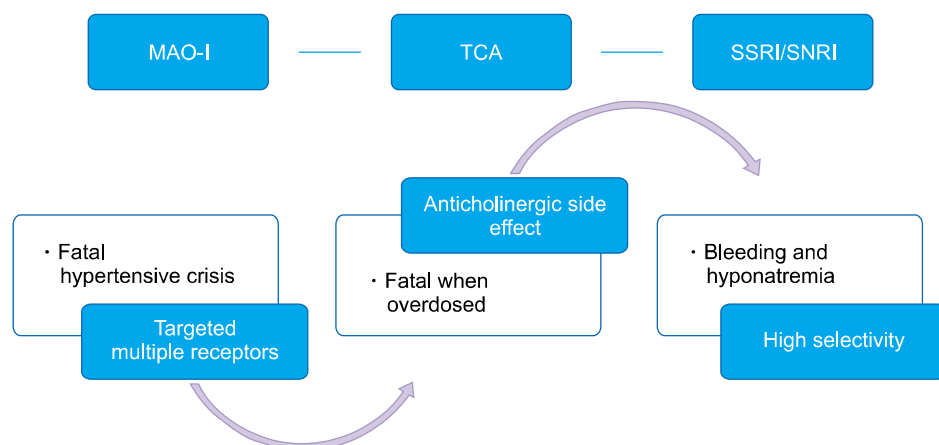 MAO-I
TCA
SSRI/SNRI
· Fatal
hypertensive crisis
Targeted
multiple receptors
Anticholinergic side
effect
· Fatal when
overdosed
· Bleeding and
hyponatremia
High selectivity